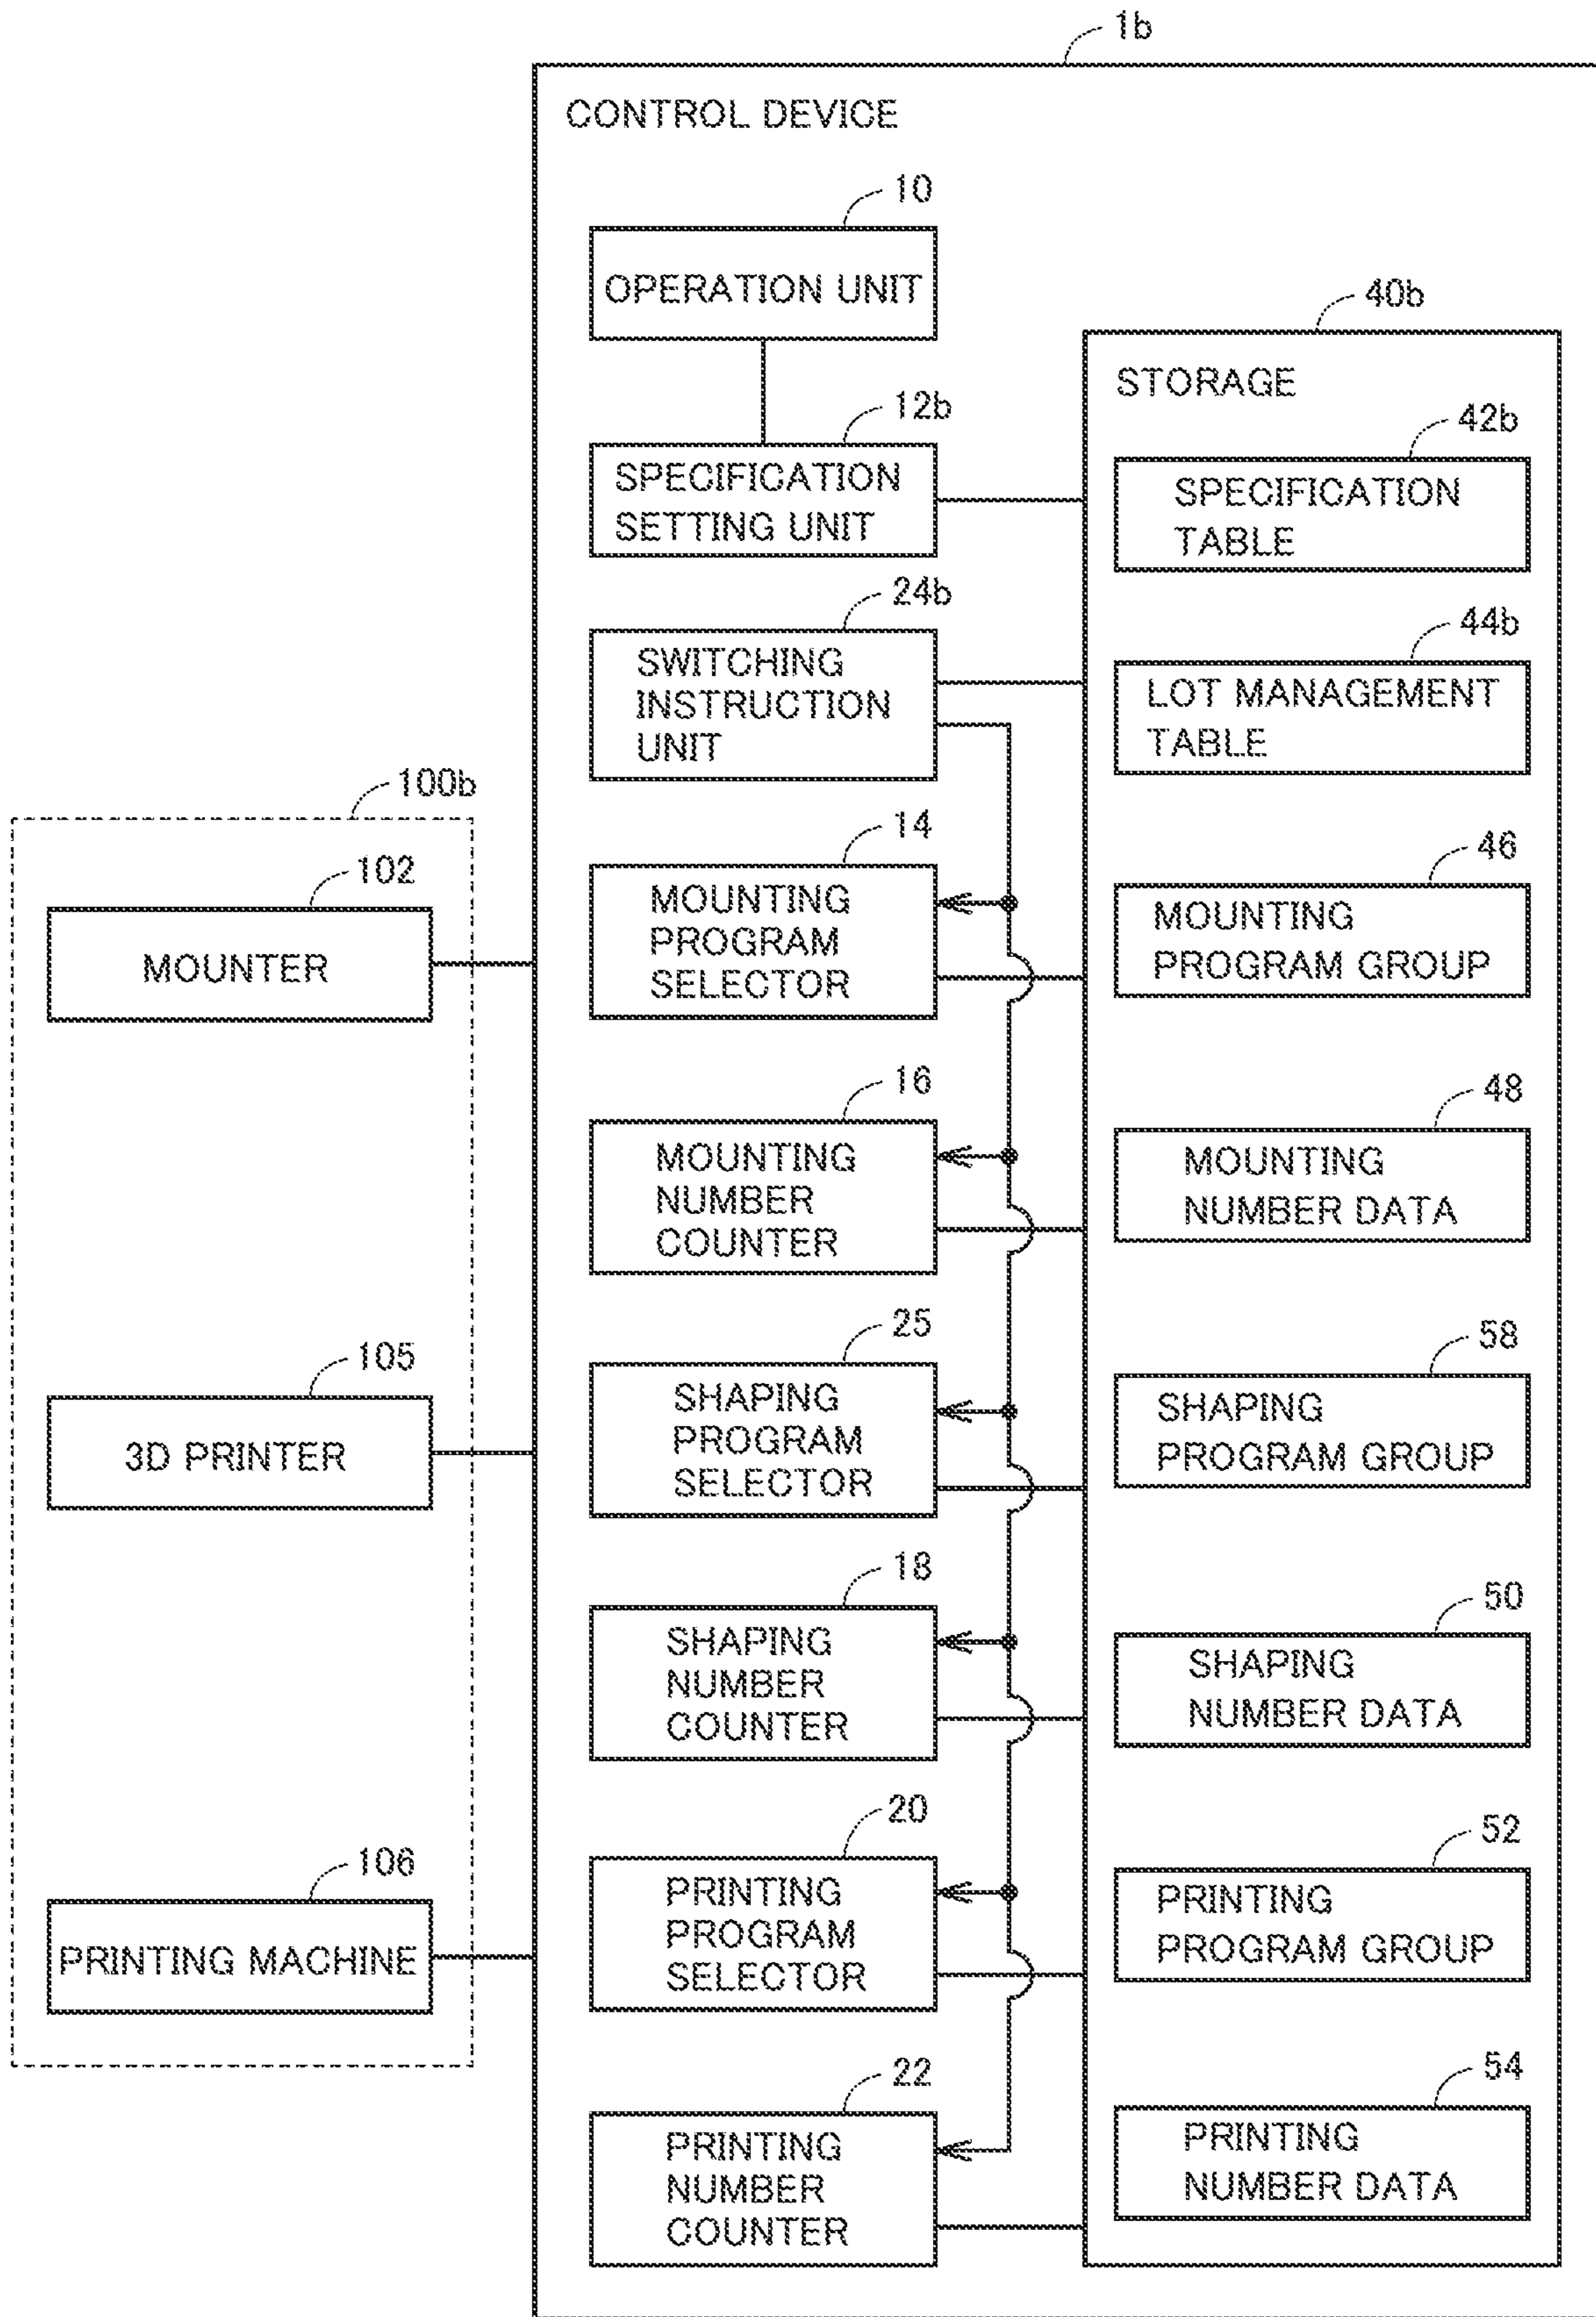 1b
CONTROL DEVICE
10
OPERATION UNIT
12b
SPECIFICATION
SETTING UNIT
24b
SWITCHING
INSTRUCTION
UNIT
100b
102
MOUNTER
105
3D PRINTER
106
PRINTING MACHINE
14
MOUNTING
PROGRAM
SELECTOR
16
MOUNTING
NUMBER
COUNTER
25
SHAPING
PROGRAM
SELECTOR
18
SHAPING
NUMBER
COUNTER
20
PRINTING
PROGRAM
SELECTOR
22
PRINTING
NUMBER
COUNTER
40b
STORAGE
42b
SPECIFICATION
TABLE
44b
LOT MANAGEMENT
TABLE
46
MOUNTING
PROGRAM GROUP
48
MOUNTING
NUMBER DATA
58
SHAPING
PROGRAM GROUP
50
SHAPING
NUMBER DATA
52
PRINTING
PROGRAM GROUP
54
PRINTING
NUMBER DATA